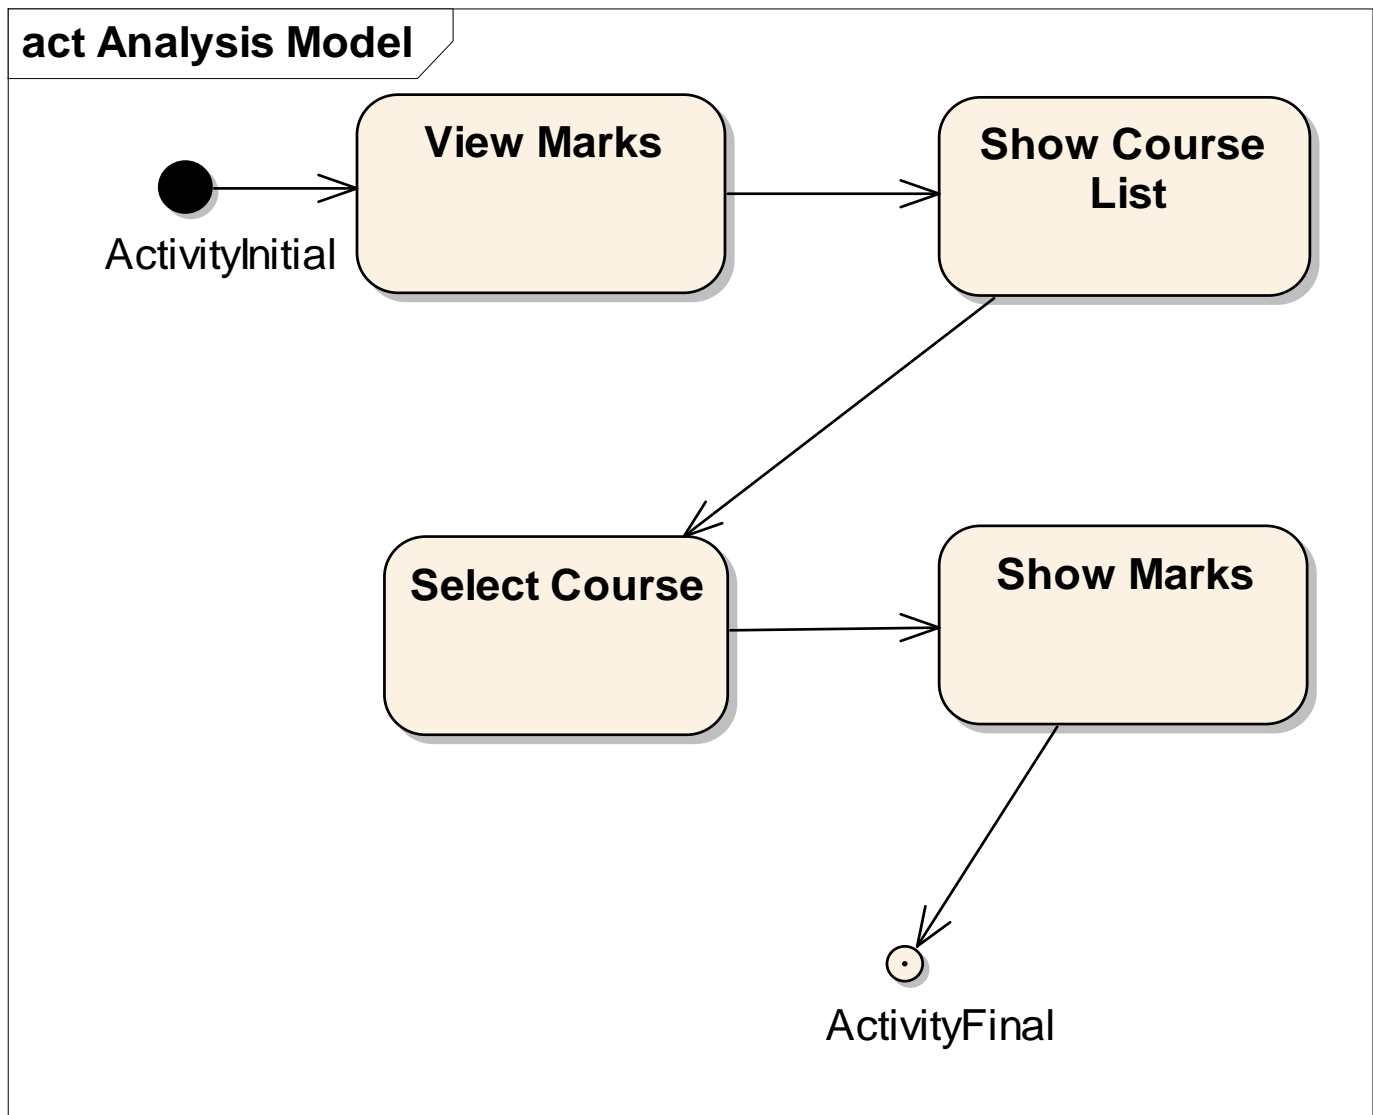 act Analysis Model
View Marks
Show Course
List
ActivityInitial
Select Course
Show Marks
ActivityFinal